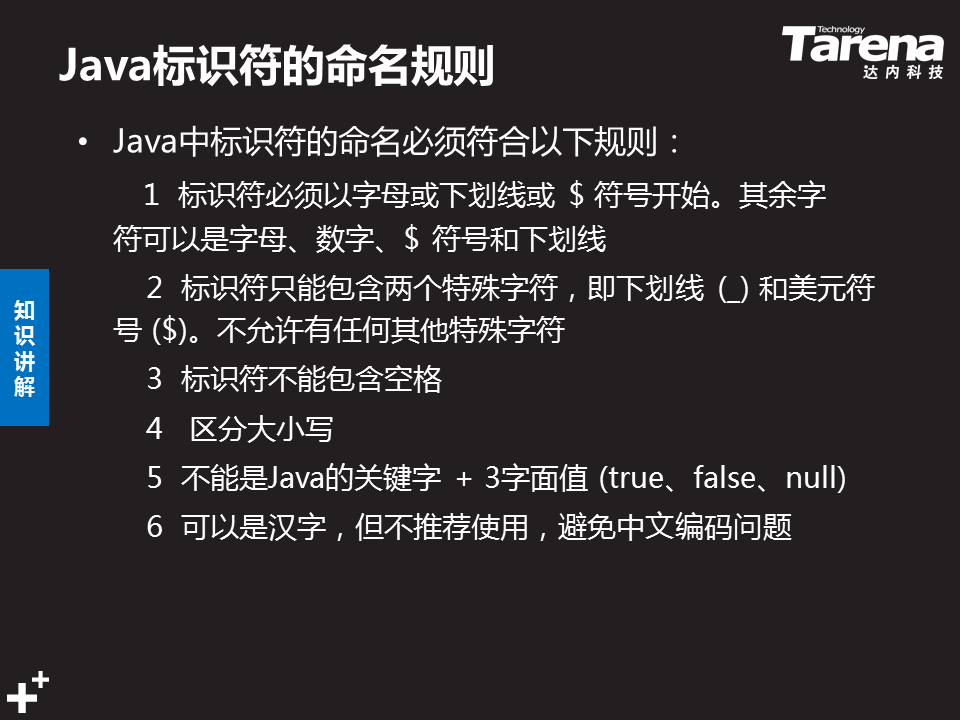 Java标识符的命名规则
Technology
Tarena
达内科技
• Java中标识符的命名必须符合以下规则：
1 标识符必须以字母或下划线或 $ 符号开始。其余字
符可以是字母、数字、$ 符号和下划线
2 标识符只能包含两个特殊字符，即下划线 (_) 和美元符
号 ($)。不允许有任何其他特殊字符
3 标识符不能包含空格
4 区分大小写
5 不能是Java的关键字 + 3字面值 (true、false、null)
6 可以是汉字，但不推荐使用，避免中文编码问题
知
识
讲
解